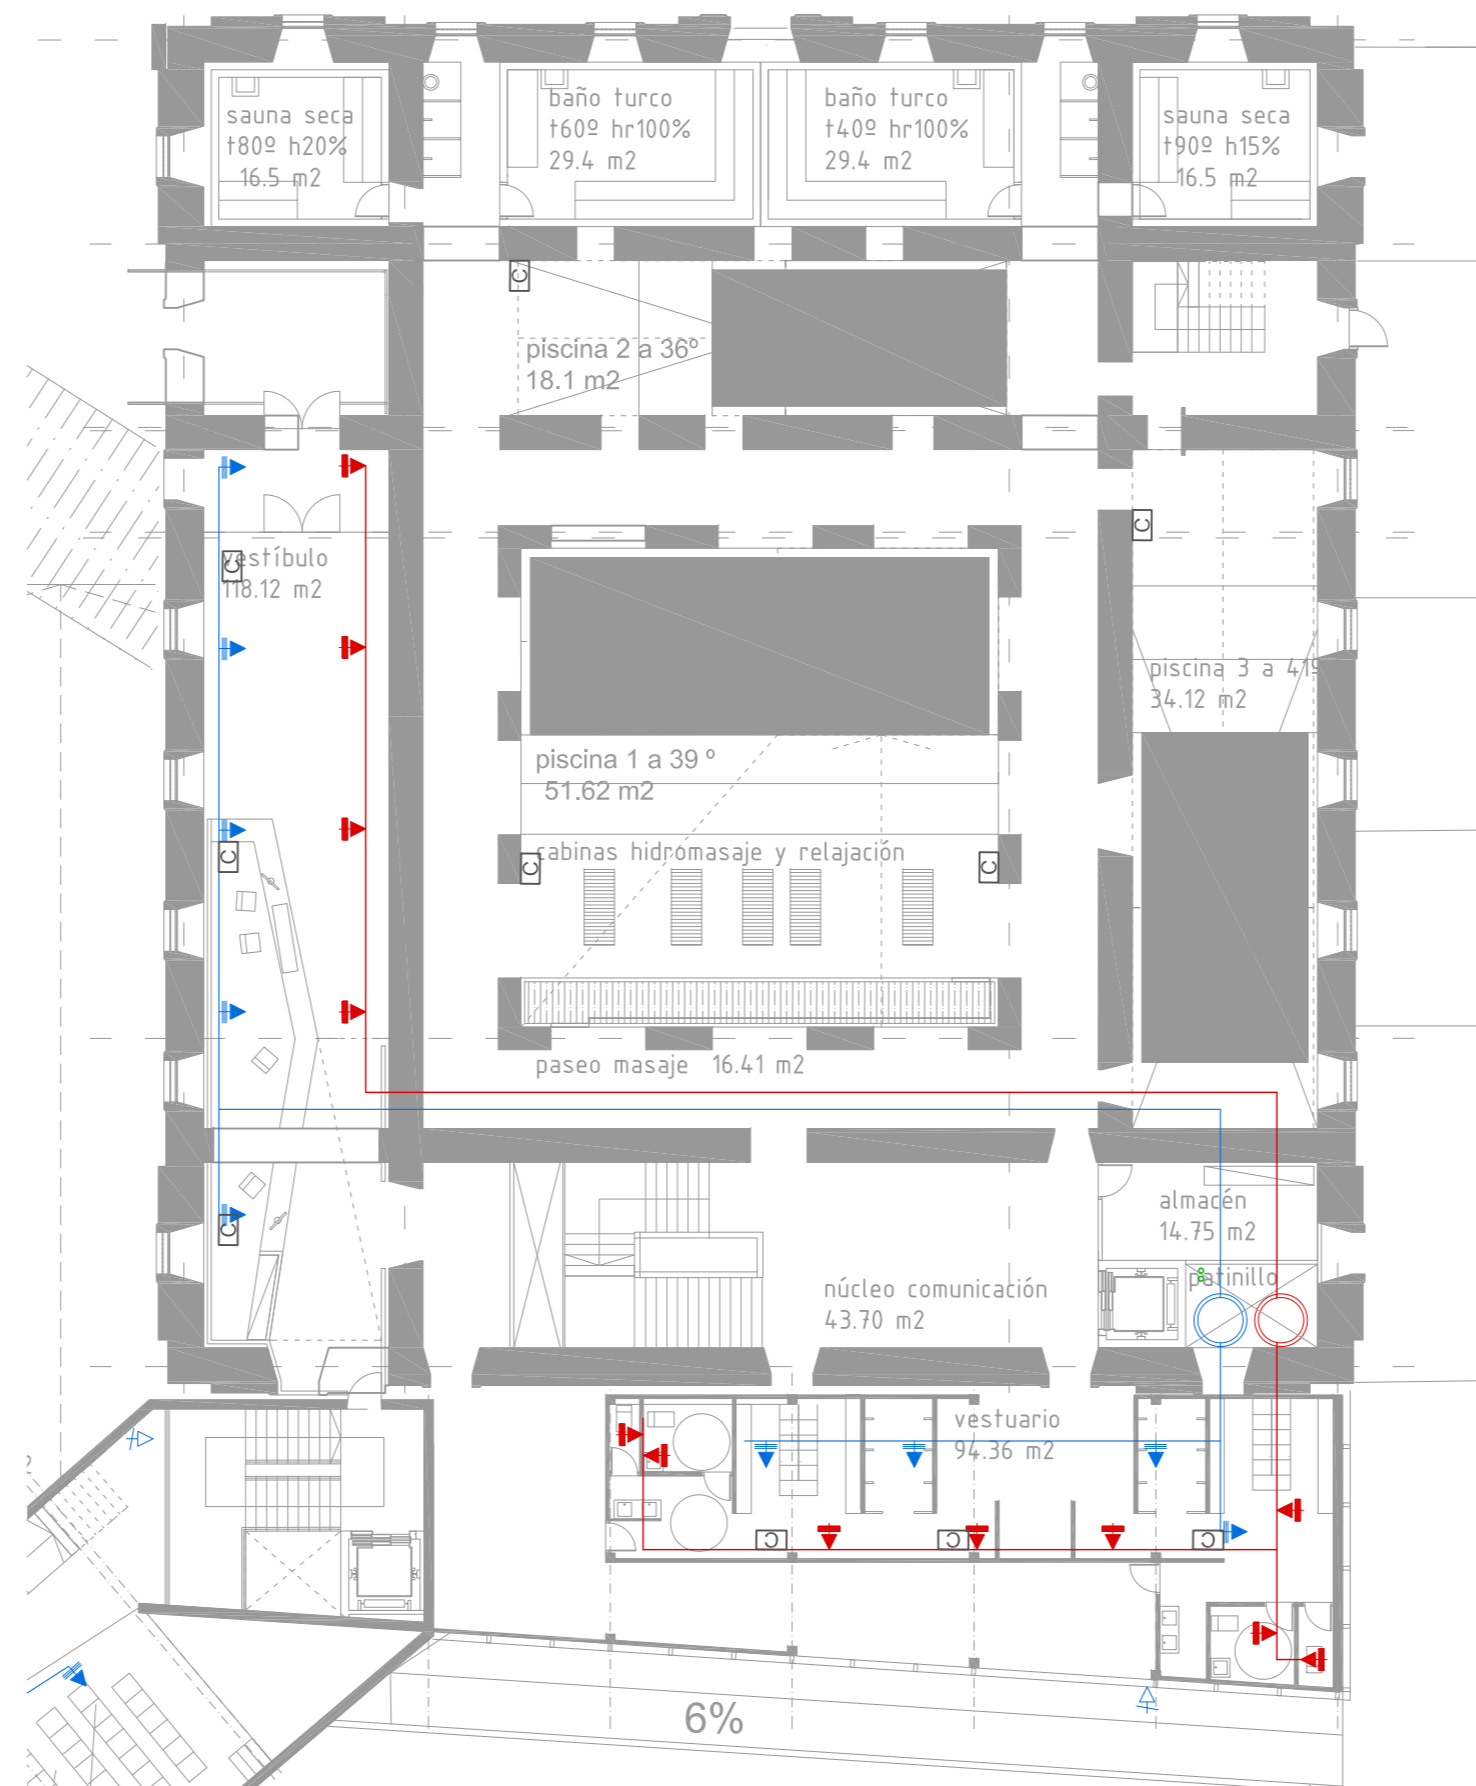 sauna seca
t80º h20%
16.5 m2
baño turco
t60º hr100%
29.4 m2
baño turco
t40º hr100%
29.4 m2
sauna seca
t90º h15%
16.5 m2
C
piscina 2 a 36º
18.1 m2
C
vestíbulo
C
118.12 m2
piscina 3 a 41º
34.12 m2
piscina 1 a 39 º
51.62 m2
cabinas hidromasaje y relajación
C
C
C
paseo masaje 16.41 m2
almacén
14.75 m2
C
patinillo
núcleo comunicación
43.70 m2
vestuario
94.36 m2
C
C
C
6%